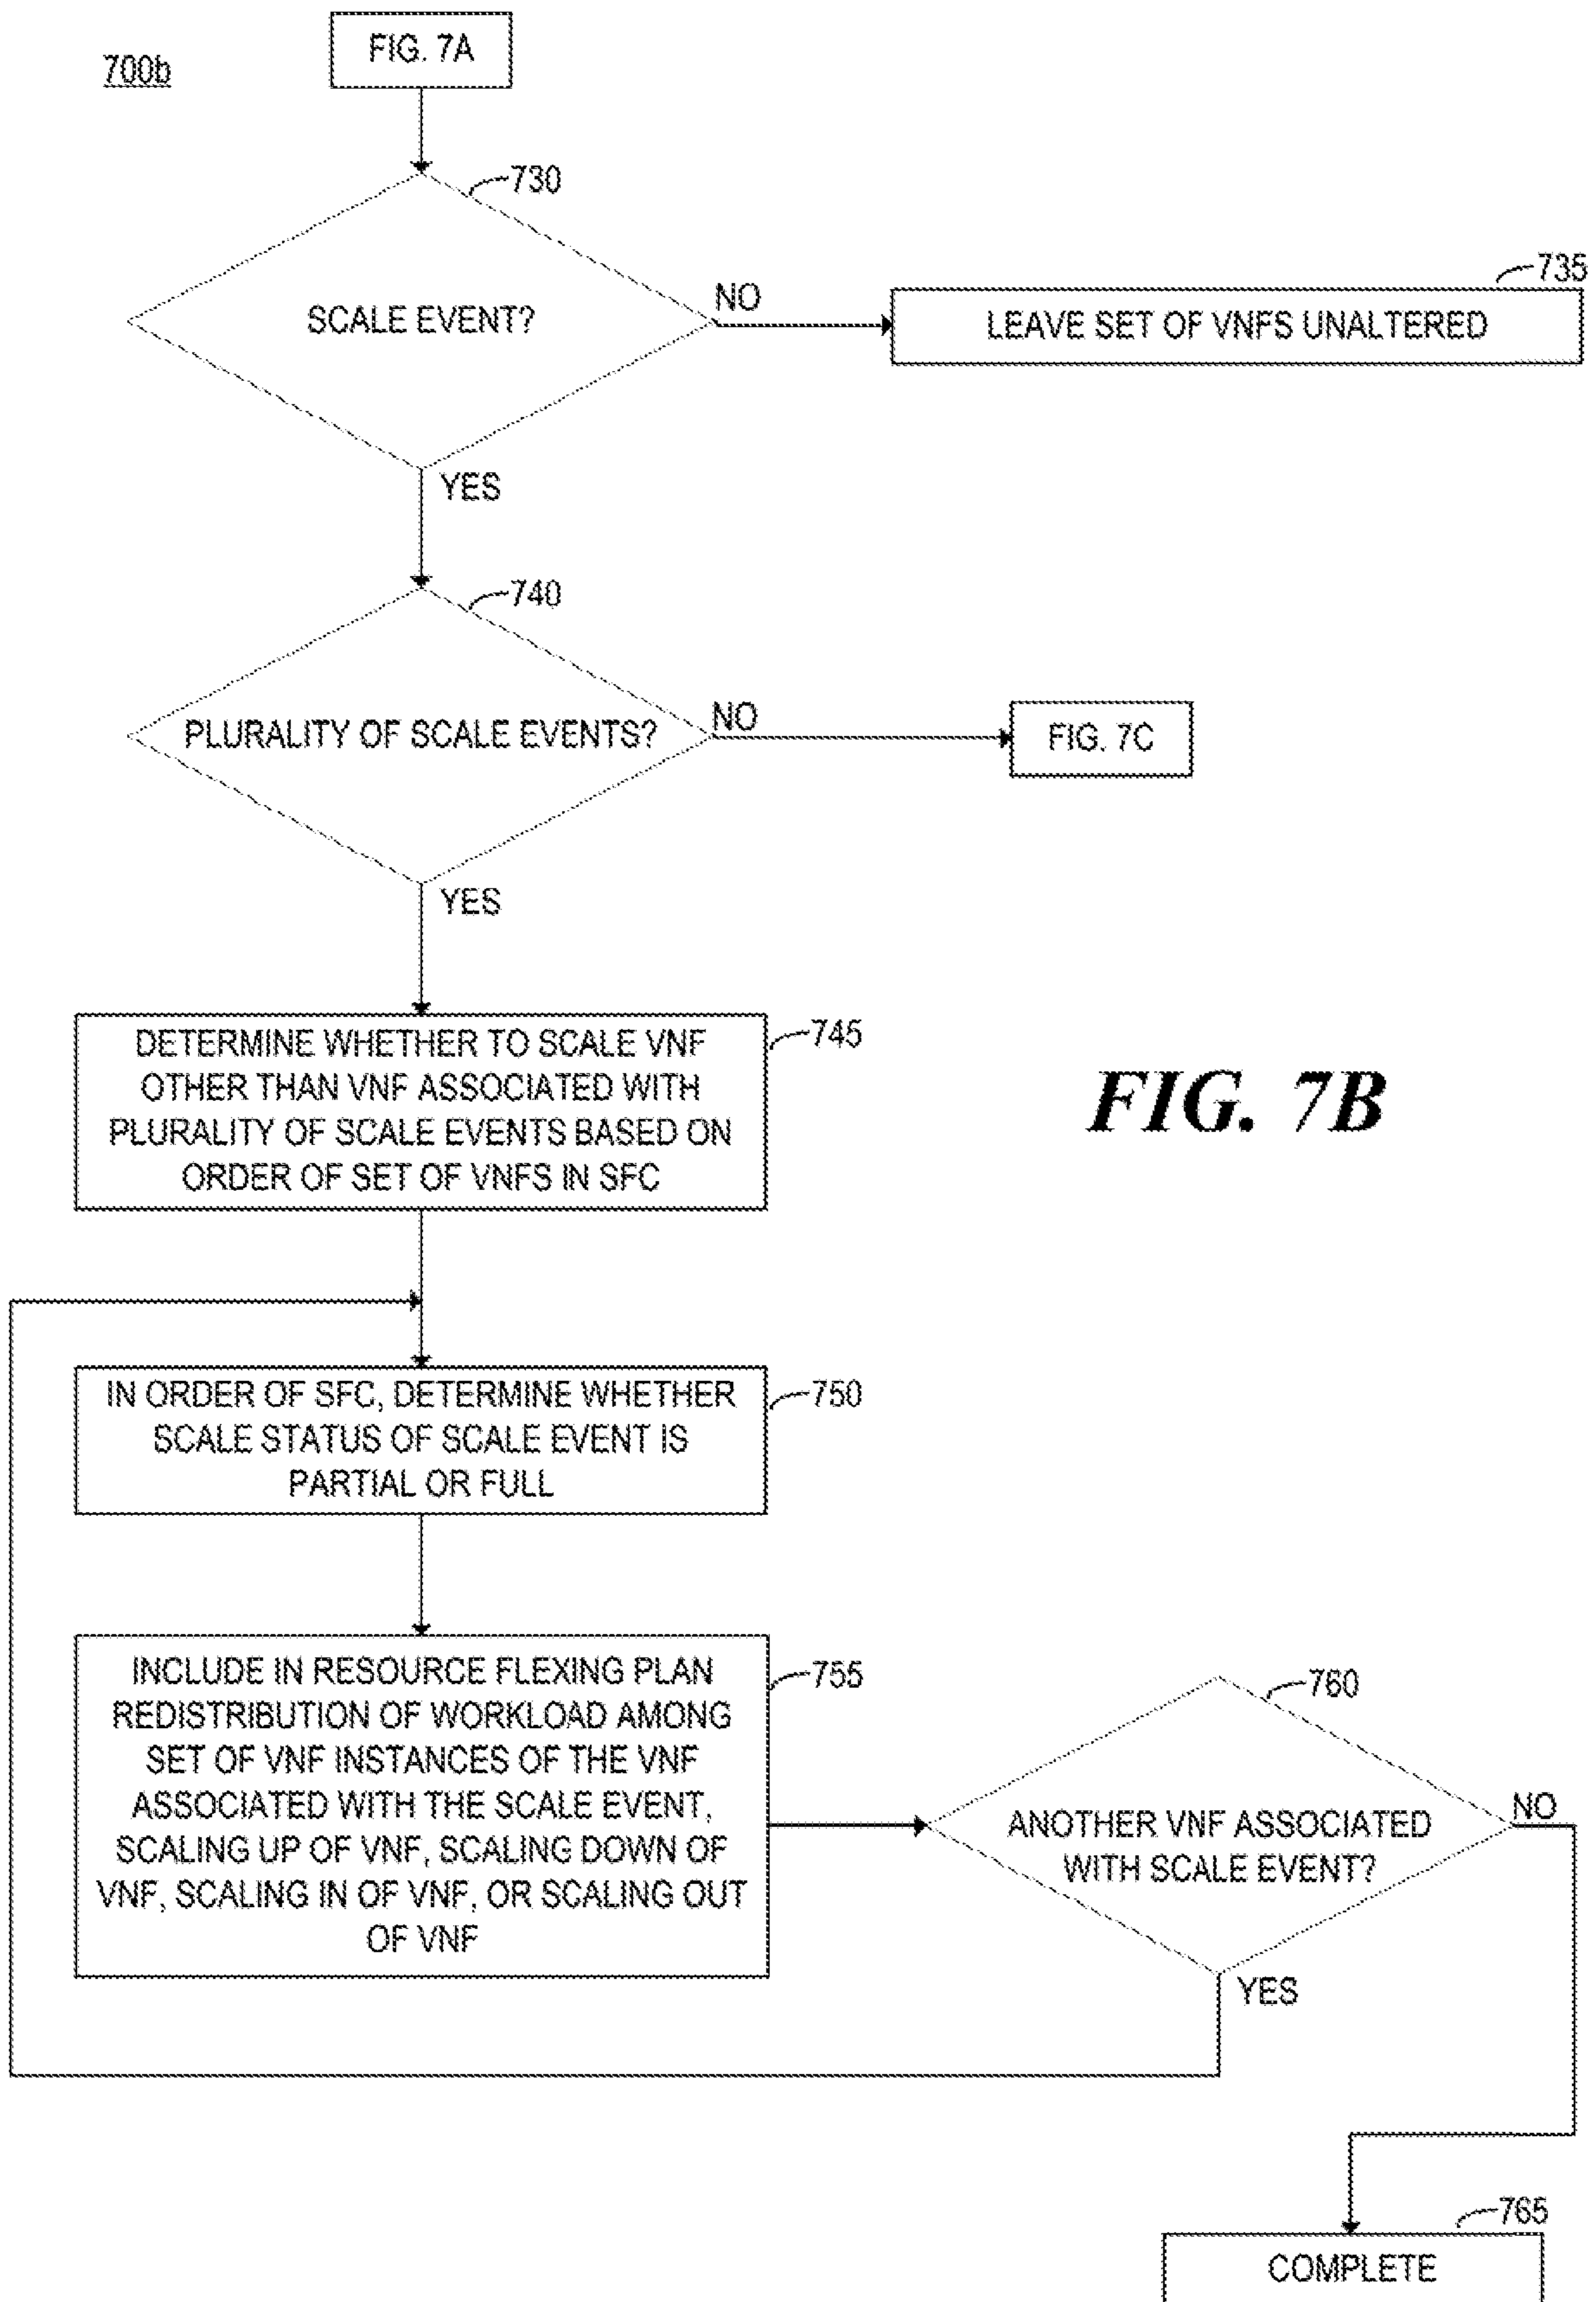 700b
FIG. 7A
730
SCALE EVENT?
NO
735
LEAVE SET OF VNFS UNALTERED
YES
740
PLURALITY OF SCALE EVENTS?
NO
FIG. 7C
YES
745
DETERMINE WHETHER TO SCALE VNF
OTHER THAN VNF ASSOCIATED WITH
PLURALITY OF SCALE EVENTS BASED ON
ORDER OF SET OF VNFS IN SFC
FIG. 7B
750
IN ORDER OF SFC, DETERMINE WHETHER
SCALE STATUS OF SCALE EVENT IS
PARTIAL OR FULL
755
INCLUDE IN RESOURCE FLEXING PLAN
REDISTRIBUTION OF WORKLOAD AMONG
SET OF VNF INSTANCES OF THE VNF
ASSOCIATED WITH THE SCALE EVENT,
SCALING UP OF VNF, SCALING DOWN OF
VNF, SCALING IN OF VNF, OR SCALING OUT
OF VNF
760
ANOTHER VNF ASSOCIATED
WITH SCALE EVENT?
NO
YES
765
COMPLETE